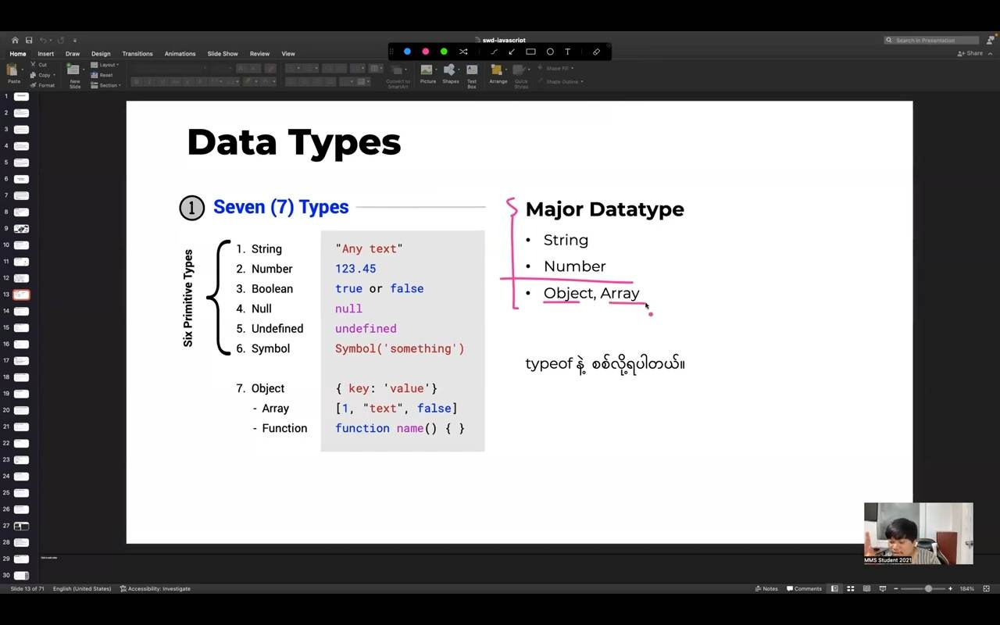 swd-javascript
Search in Presentation
Home Insert Draw Design Transitions Animations Slide Show Review View
Share
Cut
Copy
Format
Paste
New Slide
Layout
Reset
Section
Convert to SmartArt
Picture
Shapes
Text Box
Arrange
Quick Styles
Shape Fill
Shape Outline
T
1
2
3
4
5
6
7
8
9
10
11
12
13
14
15
16
17
18
19
20
21
22
23
24
25
26
27
28
29
30
Data Types
1 Seven (7) Types
Six Primitive Types
1. String "Any text"
2. Number 123.45
3. Boolean true or false
4. Null null
5. Undefined undefined
6. Symbol Symbol('something')
7. Object { key: 'value'}
- Array [1, "text", false]
- Function function name() { }
Major Datatype
• String
• Number
• Object, Array
typeof နဲ့ စစ်လို့ရပါတယ်။
MMS Student 2021
Slide 13 of 71 English (United States) Accessibility: Investigate
Notes Comments 184%